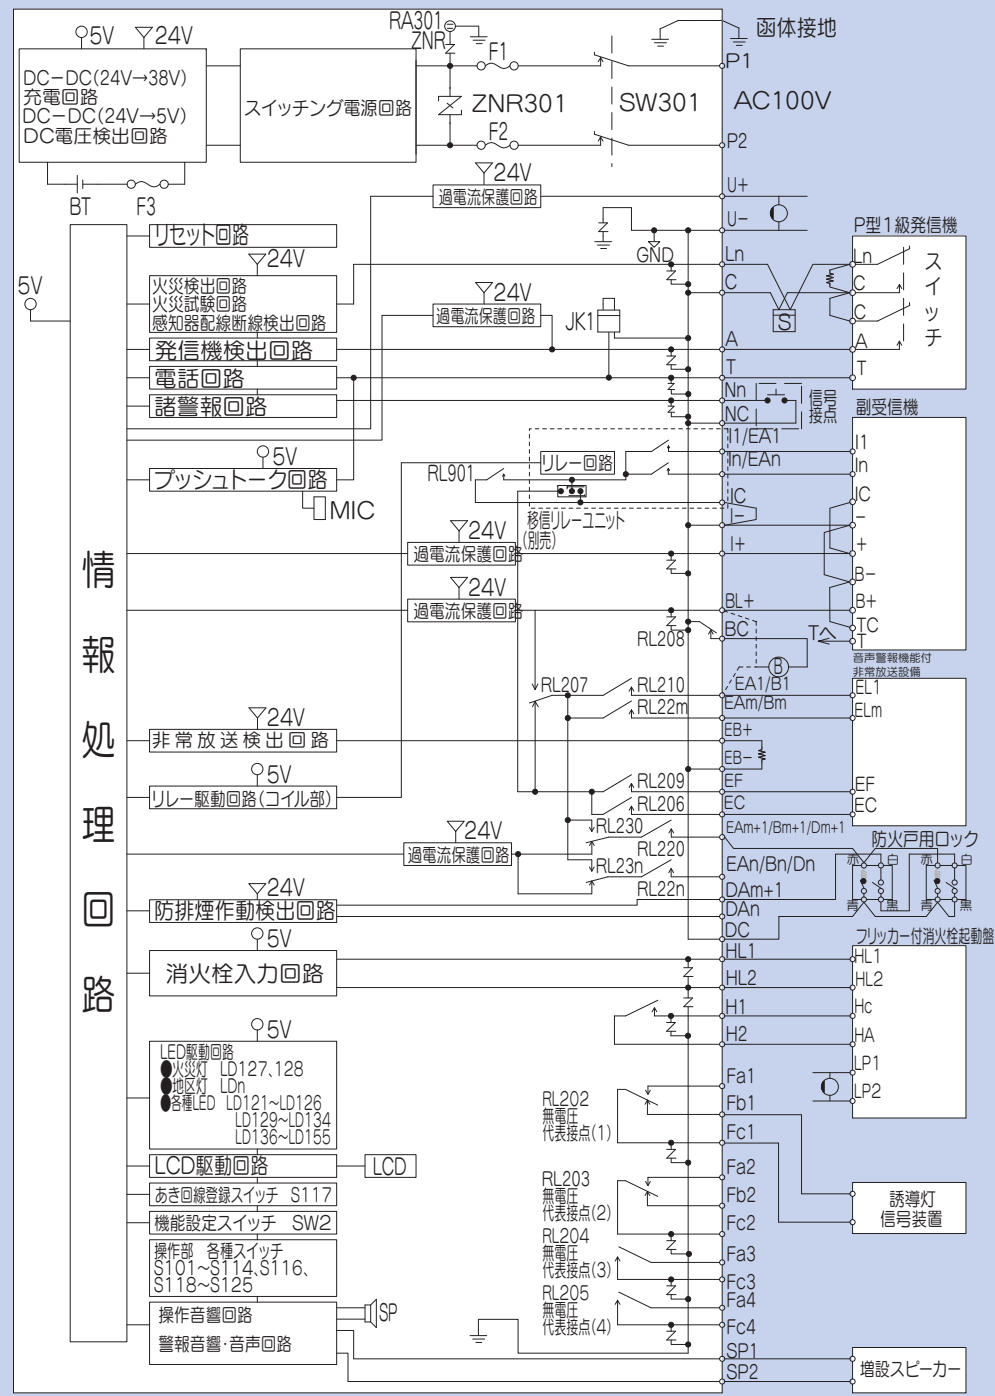 5V
24V
DC−DC(24V→38V)
充電回路
DC−DC(24V→5V)
DC電圧検出回路
BT
F3
スイッチング電源回路
RA301
ZNR
F1
ZNR301
F2
SW301
函体接地
P1
AC100V
P2
24V
過電流保護回路
U+
U−
GND
リセット回路
24V
火災検出回路
火災試験回路
感知器配線断線検出回路
5V
24V
過電流保護回路
JK1
Ln
C
S
P型1級発信機
Ln
C
C
A
T
スイッチ
発信機検出回路
A
電話回路
T
諸警報回路
Nn
NC
信号
接点
5V
プッシュトーク回路
MIC
RL901
リレー回路
移信リレーユニット
(別売)
I1/EA1
In/EAn
IC
I−
I+
副受信機
I1
In
IC
−
+
B−
B+
TC
T
24V
過電流保護回路
24V
過電流保護回路
BL+
BC
RL208
Tへ
B
情報処理回路
RL207
RL210
RL22m
EA1/B1
EAm/Bm
音声警報機能付
非常放送設備
EL1
ELm
EF
EC
24V
非常放送検出回路
EB+
EB−
5V
リレー駆動回路(コイル部)
RL209
RL206
EF
EC
24V
過電流保護回路
RL230
RL220
RL23n
RL22n
EAm+1/Bm+1/Dm+1
EAn/Bn/Dn
防火戸用ロック
赤
白
赤
白
青
黒
青
黒
24V
防排煙作動検出回路
DAm+1
DAn
DC
5V
消火栓入力回路
HL1
HL2
H1
H2
フリッカー付消火栓起動盤
HL1
HL2
Hc
HA
LP1
LP2
5V
LED駆動回路
●火災灯 LD127、128
●地区灯 LDn
●各種LED LD121~LD126
LD129~LD134
LD136~LD155
RL202
無電圧
代表接点(1)
Fa1
Fb1
Fc1
LCD駆動回路
LCD
あき回線登録スイッチ S117
機能設定スイッチ SW2
RL203
無電圧
代表接点(2)
Fa2
Fb2
Fc2
誘導灯
信号装置
操作部 各種スイッチ
S101~S114、S116、
S118~S125
RL204
無電圧
代表接点(3)
Fa3
Fc3
RL205
無電圧
代表接点(4)
Fa4
Fc4
操作音響回路
警報音響・音声回路
SP
SP1
SP2
増設スピーカー